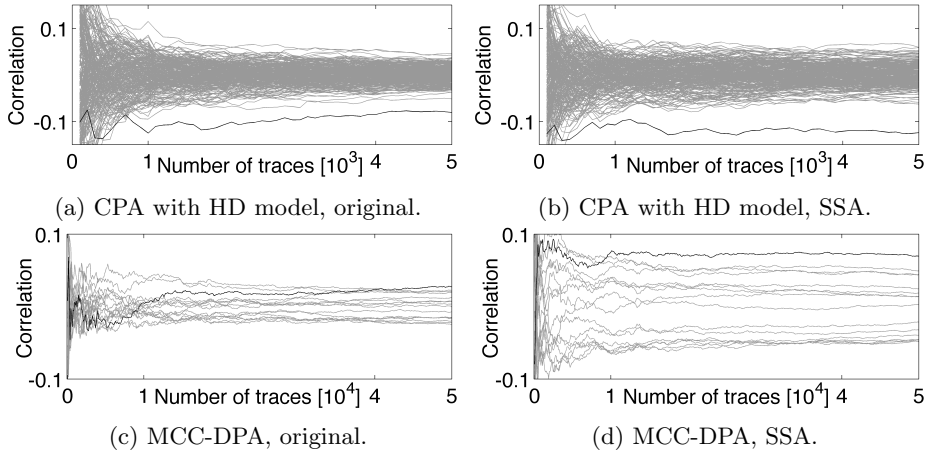 0.1
Correlation
-0.1
0 1 Number of traces [10³] 4 5
(a) CPA with HD model, original.
0.1
Correlation
-0.1
0 1 Number of traces [10³] 4 5
(b) CPA with HD model, SSA.
0.1
Correlation
-0.1
0 1 Number of traces [10⁴] 4 5
(c) MCC-DPA, original.
0.1
Correlation
-0.1
0 1 Number of traces [10⁴] 4 5
(d) MCC-DPA, SSA.